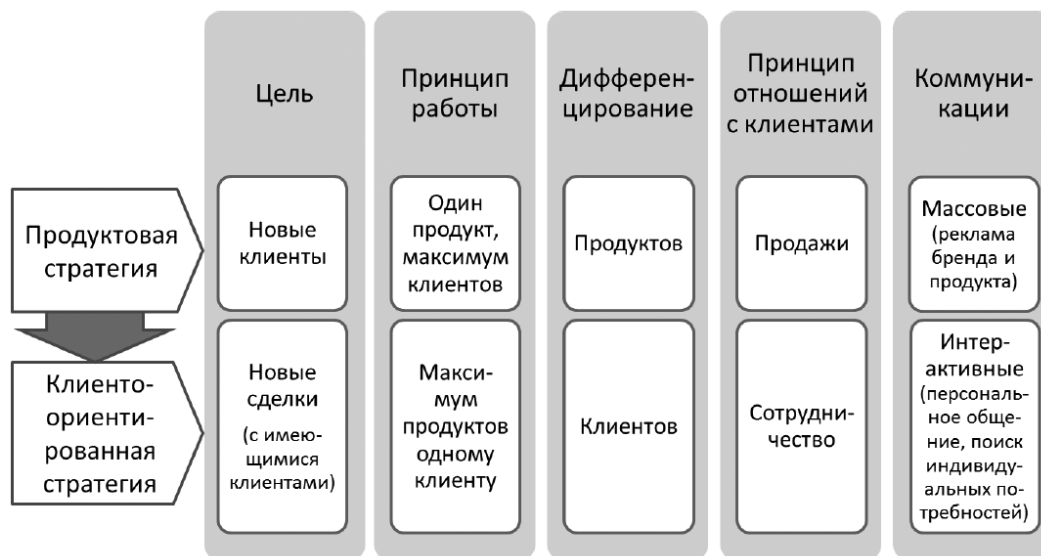 Цель
Принцип
работы
Дифферен-
цирование
Принцип
отношений
с клиентами
Коммуни-
кации
Продуктовая
стратегия
Новые
клиенты
Один
продукт,
максимум
клиентов
Продуктов
Продажи
Массовые
(реклама
бренда и
продукта)
Клиенто-
ориенти-
рованная
стратегия
Новые
сделки
(с имею-
щимися
клиентами)
Макси-
мум
продуктов
одному
клиенту
Клиентов
Сотрудни-
чество
Интер-
активные
(персональ-
ное обще-
ние, поиск
индивиду-
альных по-
требностей)